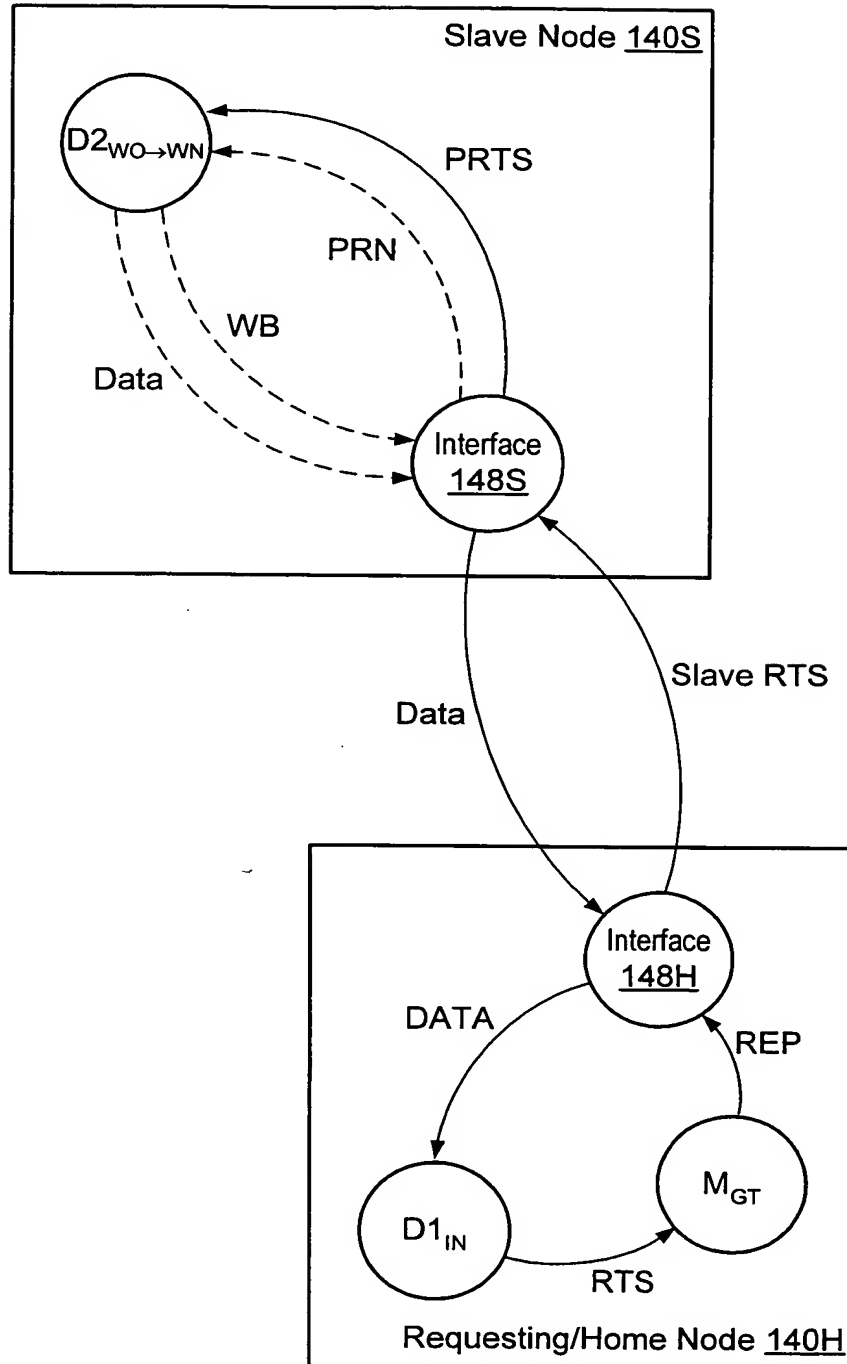 Slave Node 140S
D2WO→WN
PRTS
PRN
WB
Data
Interface
148S
Slave RTS
Data
Interface
148H
DATA
REP
MGT
D1IN
RTS
Requesting/Home Node 140H